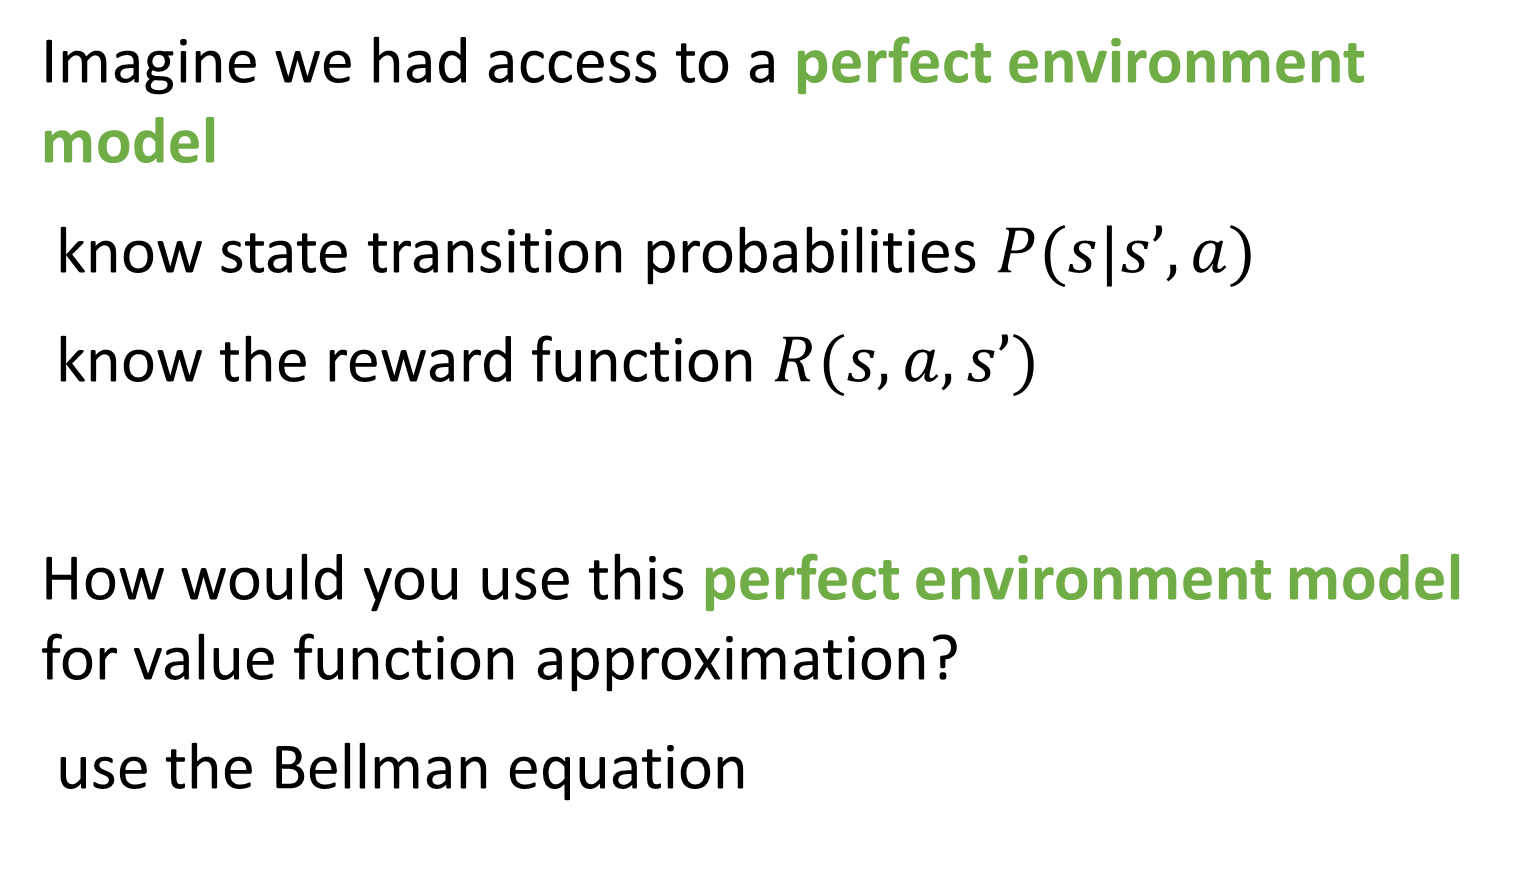 Imagine we had access to a perfect environment
model
know state transition probabilities P(s|s’, a)
know the reward function R(s, a, s’)
How would you use this perfect environment model
for value function approximation?
use the Bellman equation